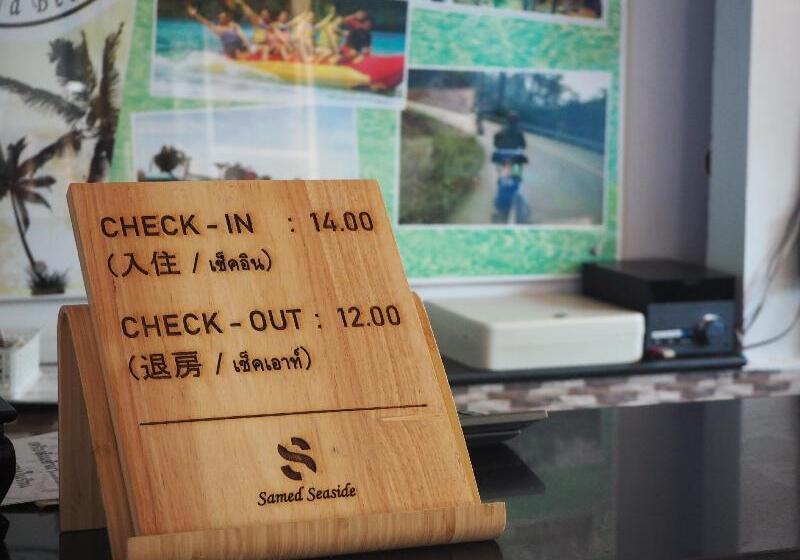 CHECK-IN : 14.00
(入住 / เช็คอิน)
CHECK-OUT : 12.00
(退房 / เช็คเอาท์)
Samed Seaside